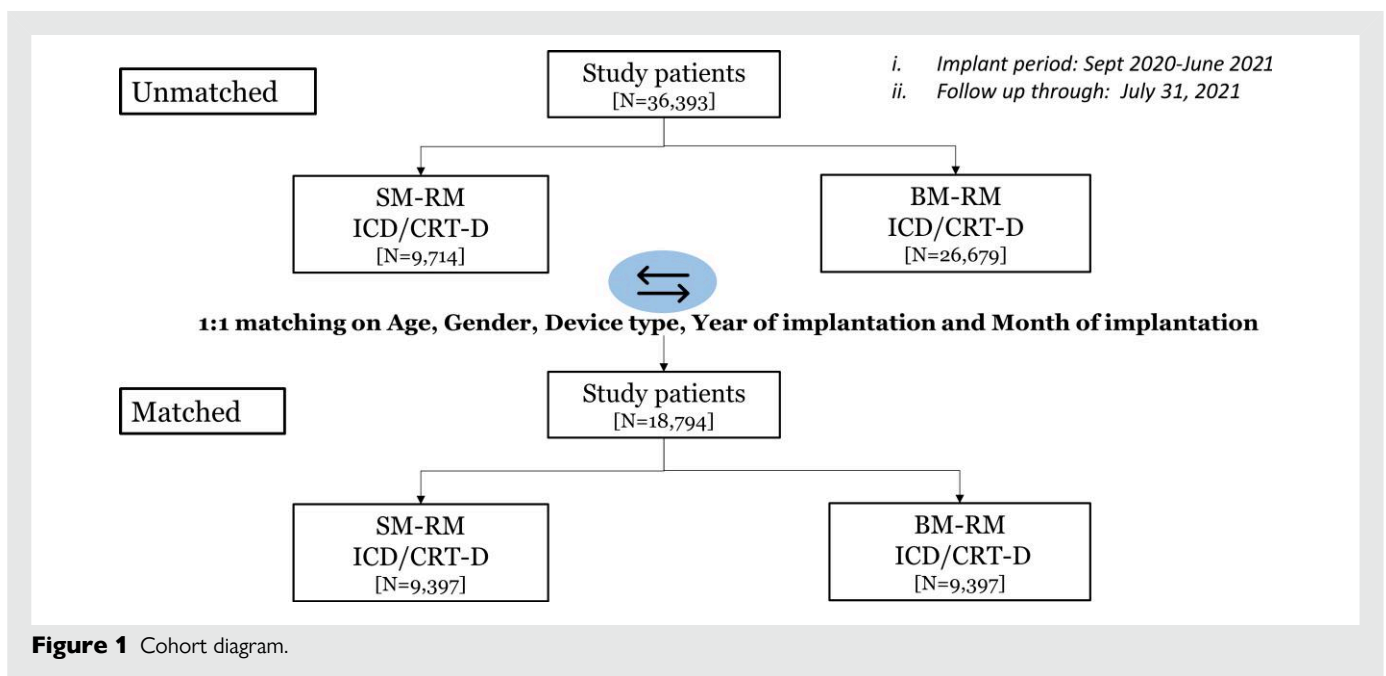 Unmatched
Study patients
[N=36,393]
i. Implant period: Sept 2020-June 2021
ii. Follow up through: July 31, 2021
SM-RM
ICD/CRT-D
[N=9,714]
BM-RM
ICD/CRT-D
[N=26,679]
1:1 matching on Age, Gender, Device type, Year of implantation and Month of implantation
Matched
Study patients
[N=18,794]
SM-RM
ICD/CRT-D
[N=9,397]
BM-RM
ICD/CRT-D
[N=9,397]
Figure 1 Cohort diagram.